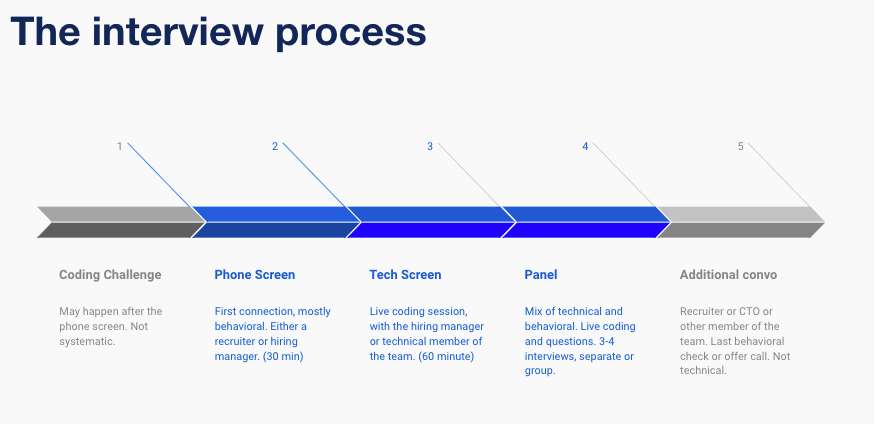 The interview process
1
2
3
4
5
Coding Challenge
May happen after the
phone screen. Not
systematic.
Phone Screen
First connection, mostly
behavioral. Either a
recruiter or hiring
manager. (30 min)
Tech Screen
Live coding session,
with the hiring manager
or technical member of
the team. (60 minute)
Panel
Mix of technical and
behavioral. Live coding
and questions. 3-4
interviews, separate or
group.
Additional convo
Recruiter or CTO or
other member of the
team. Last behavioral
check or offer call. Not
technical.